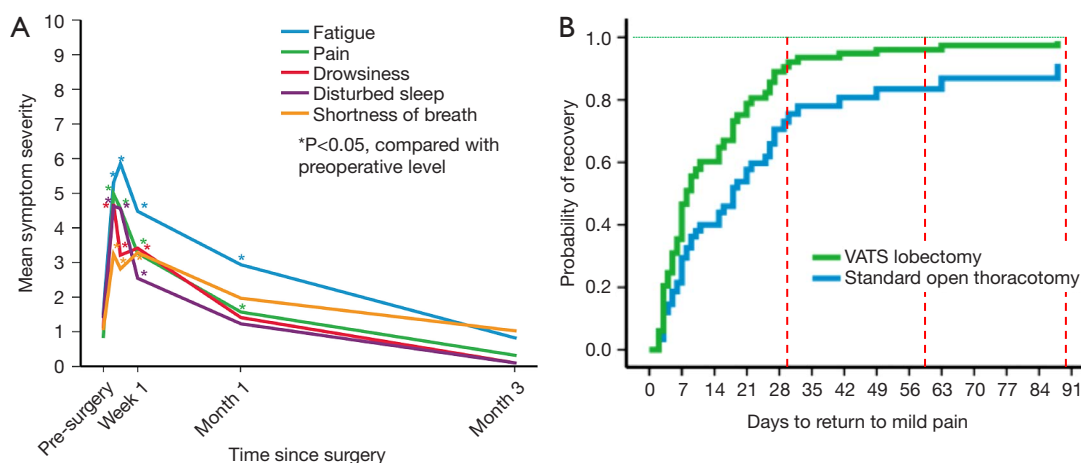 A
10
9
8
7
6
5
4
3
2
1
0
Mean symptom severity
Fatigue
Pain
Drowsiness
Disturbed sleep
Shortness of breath
*P<0.05, compared with
preoperative level
* * * * * * * * * * * * * * * * * *
Pre-surgery
Week 1
Month 1
Month 3
Time since surgery
B
1.0
0.8
0.6
0.4
0.2
0.0
Probability of recovery
VATS lobectomy
Standard open thoracotomy
0 7 14 21 28 35 42 49 56 63 70 77 84 91
Days to return to mild pain